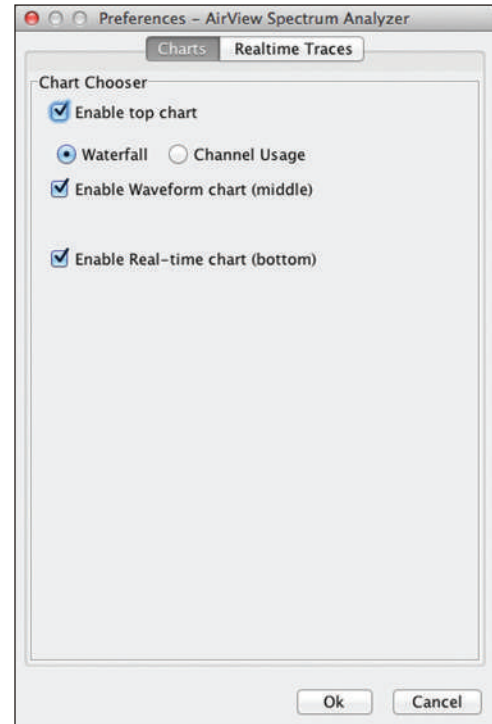 Preferences – AirView Spectrum Analyzer
Charts Realtime Traces
Chart Chooser
Enable top chart
Waterfall Channel Usage
Enable Waveform chart (middle)
Enable Real-time chart (bottom)
Ok Cancel